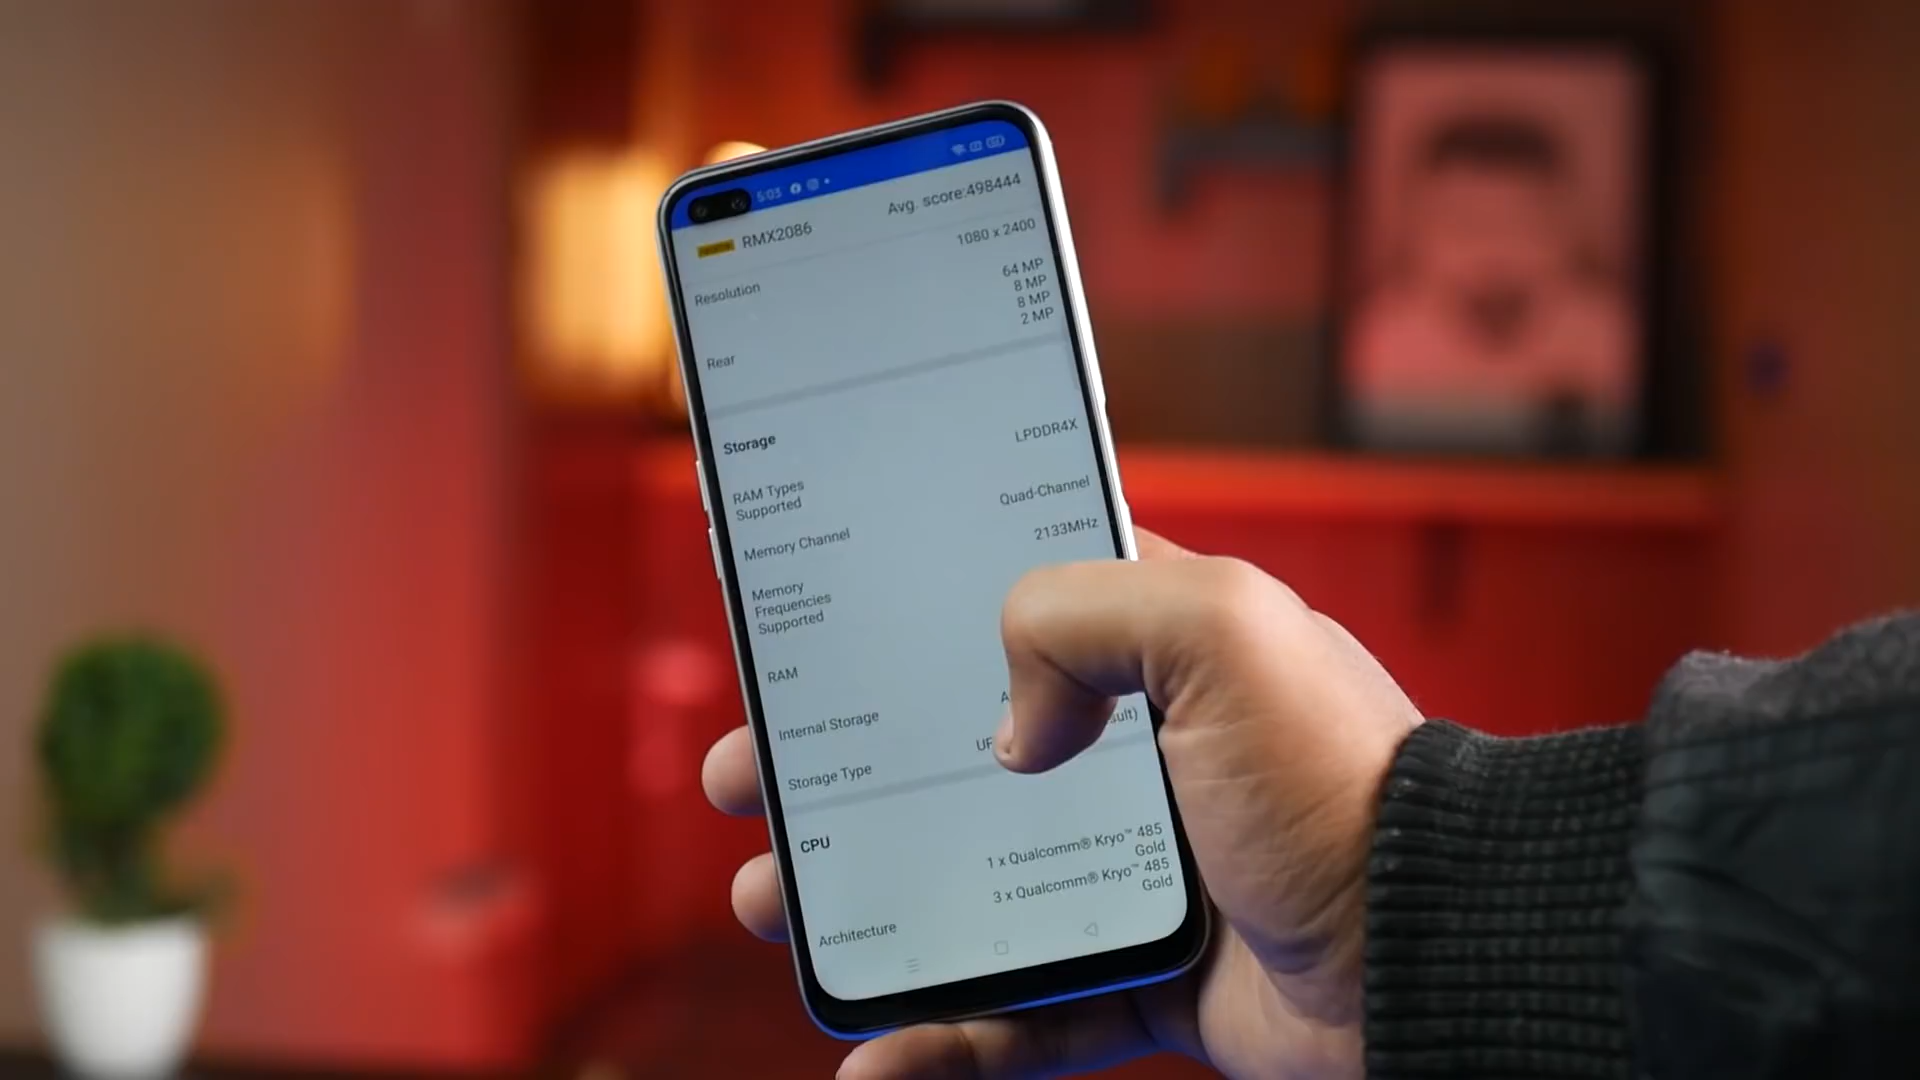 5:03
RMX2086
Avg. score:498444
Resolution
1080 x 2400
64 MP
8 MP
8 MP
2 MP
Rear
Storage
RAM Types
Supported
LPDDR4X
Memory Channel
Quad-Channel
Memory
Frequencies
Supported
2133MHz
RAM
Internal Storage
Storage Type
CPU
1 x Qualcomm® Kryo™ 485
Gold
3 x Qualcomm® Kryo™ 485
Gold
Architecture